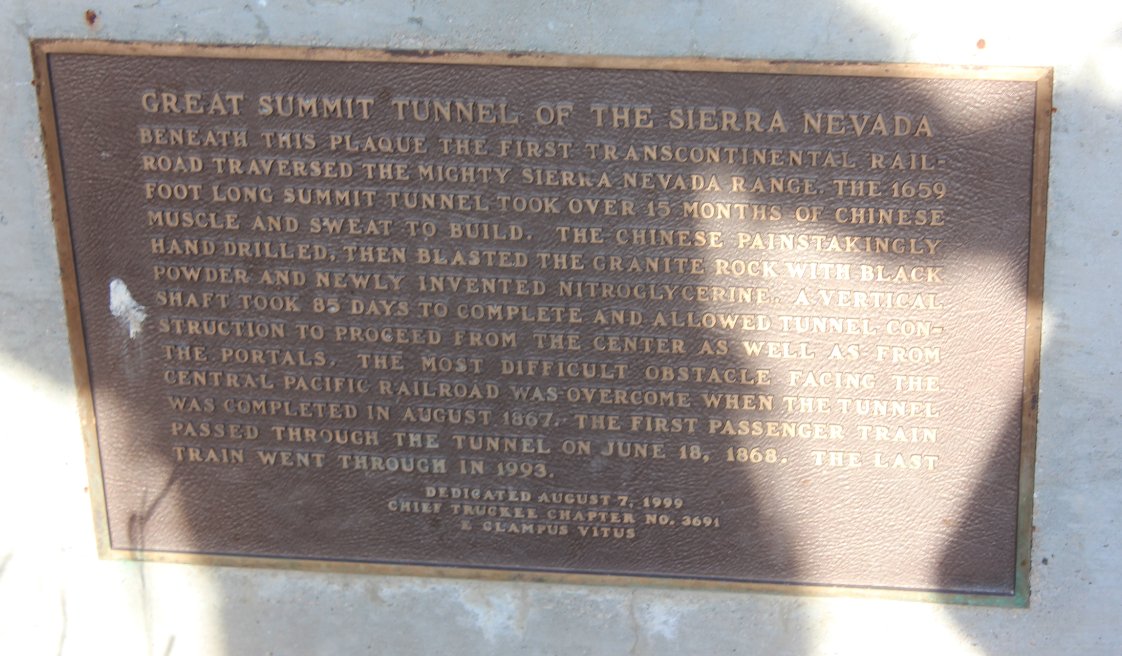 GREAT SUMMIT TUNNEL OF THE SIERRA NEVADA
BENEATH THIS PLAQUE THE FIRST TRANSCONTINENTAL RAIL-
ROAD TRAVERSED THE MIGHTY SIERRA NEVADA RANGE. THE 1659
FOOT LONG SUMMIT TUNNEL TOOK OVER 15 MONTHS OF CHINESE
MUSCLE AND SWEAT TO BUILD. THE CHINESE PAINSTAKINGLY
HAND DRILLED, THEN BLASTED THE GRANITE ROCK WITH BLACK
POWDER AND NEWLY INVENTED NITROGLYCERINE. A VERTICAL
SHAFT TOOK 85 DAYS TO COMPLETE AND ALLOWED TUNNEL CON-
STRUCTION TO PROCEED FROM THE CENTER AS WELL AS FROM
THE PORTALS. THE MOST DIFFICULT OBSTACLE FACING THE
CENTRAL PACIFIC RAILROAD WAS OVERCOME WHEN THE TUNNEL
WAS COMPLETED IN AUGUST 1867. THE FIRST PASSENGER TRAIN
PASSED THROUGH THE TUNNEL ON JUNE 18, 1868. THE LAST
TRAIN WENT THROUGH IN 1993.
DEDICATED AUGUST 7, 1999
CHIEF TRUCKEE CHAPTER NO. 3691
E CLAMPUS VITUS